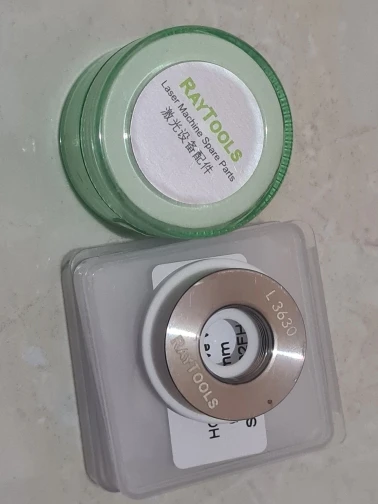 RAYTOOLS
Laser Machine Spare Parts
激光设备配件
L3630
RAYTOOLS